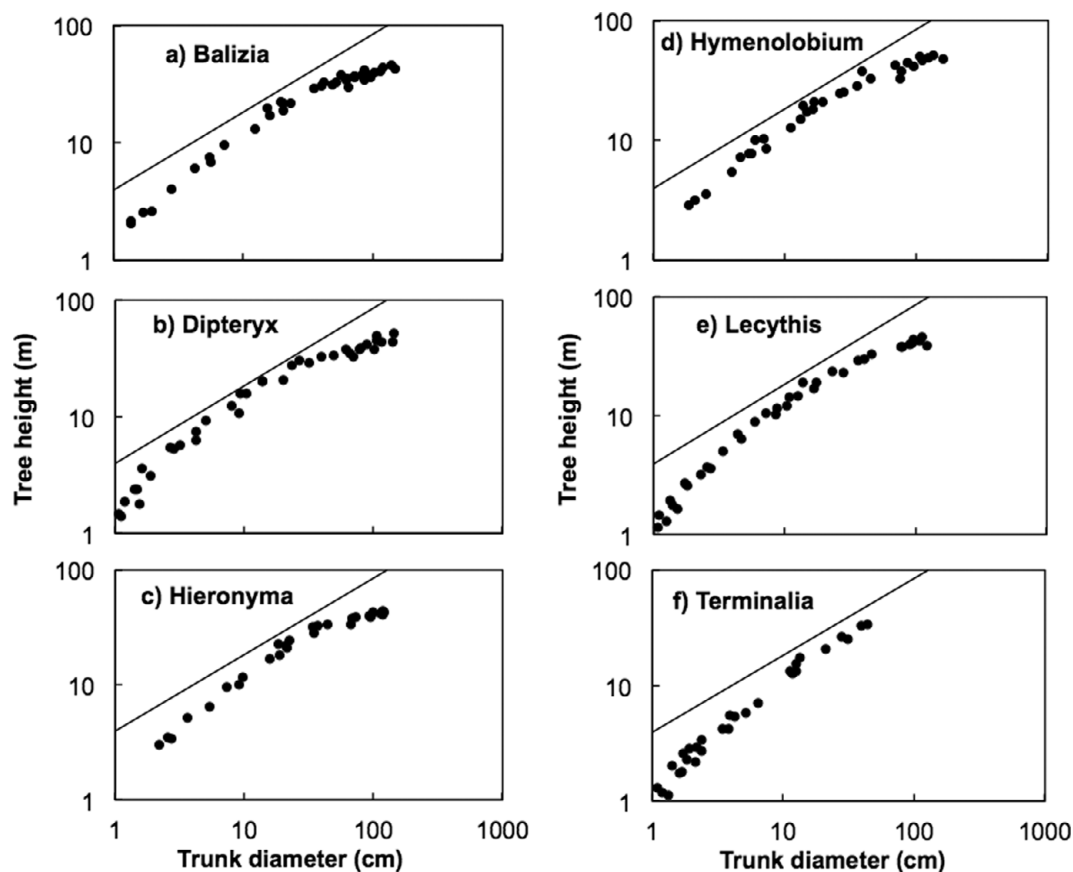 100
a) Balizia
10
1
100
b) Dipteryx
10
1
100
c) Hieronyma
10
1
1 10 100 1000
Trunk diameter (cm)
Tree height (m)
100
d) Hymenolobium
10
1
100
e) Lecythis
10
1
100
f) Terminalia
10
1
1 10 100 1000
Trunk diameter (cm)
Tree height (m)